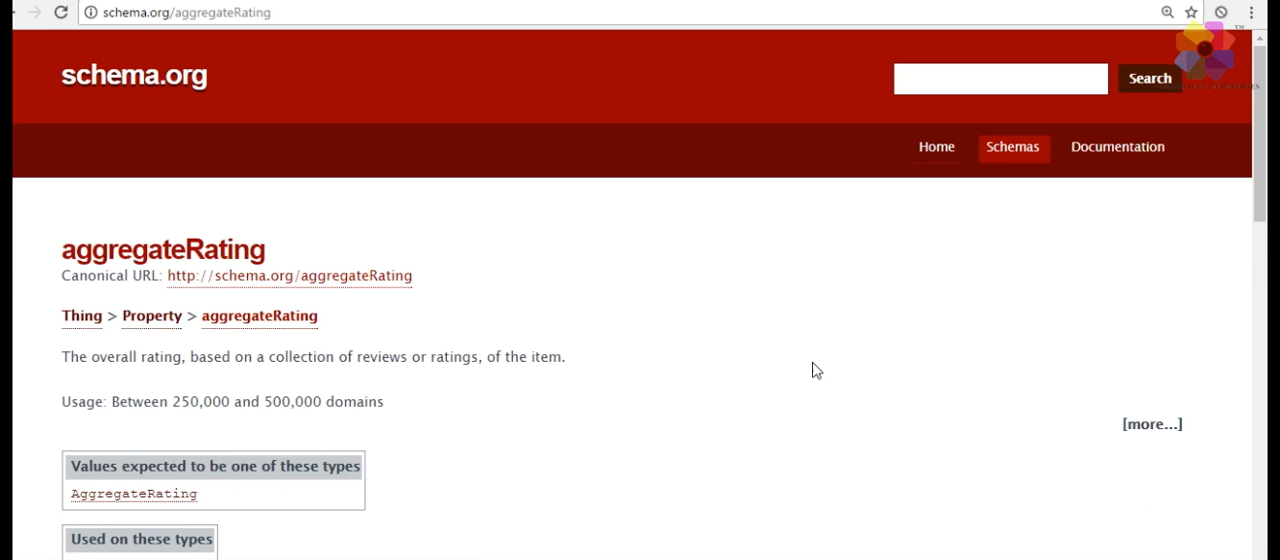 schema.org/aggregateRating
TM
schema.org
Search
Home Schemas Documentation
aggregateRating
Canonical URL: http://schema.org/aggregateRating
Thing > Property > aggregateRating
The overall rating, based on a collection of reviews or ratings, of the item.
Usage: Between 250,000 and 500,000 domains
[more...]
Values expected to be one of these types
AggregateRating
Used on these types